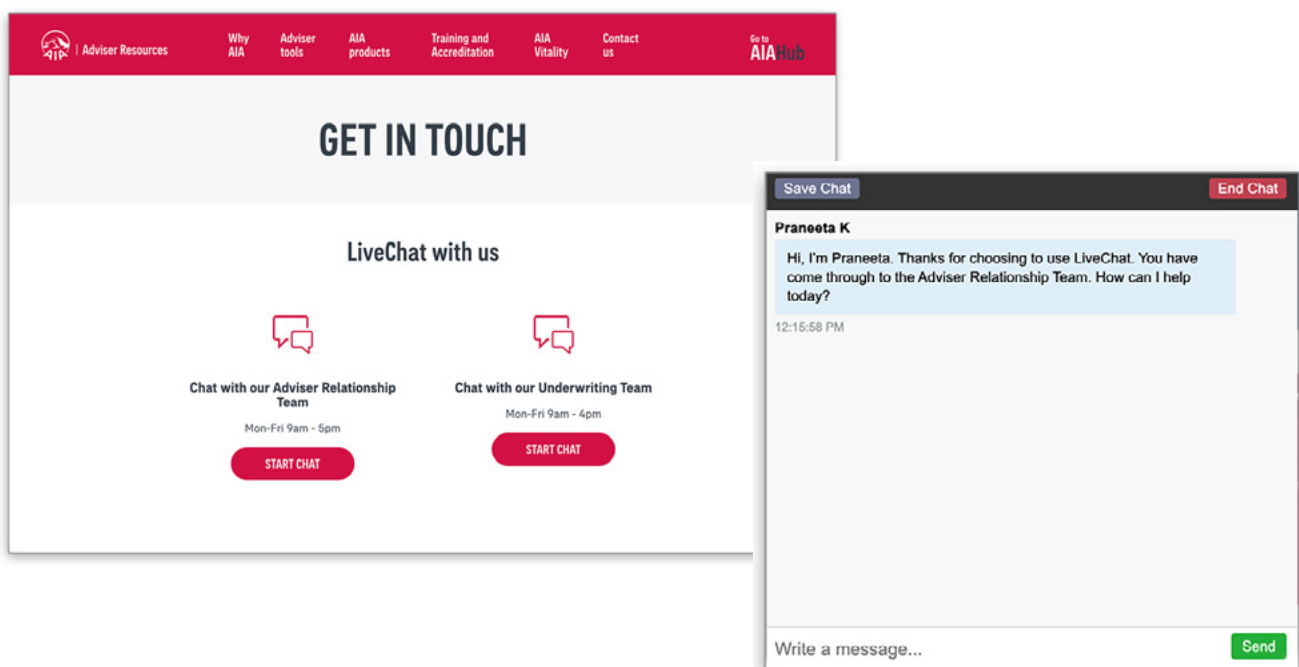 AIA | Adviser Resources
Why AIA
Adviser tools
AIA products
Training and Accreditation
AIA Vitality
Contact us
Go to
AIAHub
GET IN TOUCH
LiveChat with us
Chat with our Adviser Relationship
Team
Mon-Fri 9am - 5pm
START CHAT
Chat with our Underwriting Team
Mon-Fri 9am - 4pm
START CHAT
Save Chat
End Chat
Praneeta K
Hi, I'm Praneeta. Thanks for choosing to use LiveChat. You have
come through to the Adviser Relationship Team. How can I help
today?
12:15:58 PM
Write a message...
Send